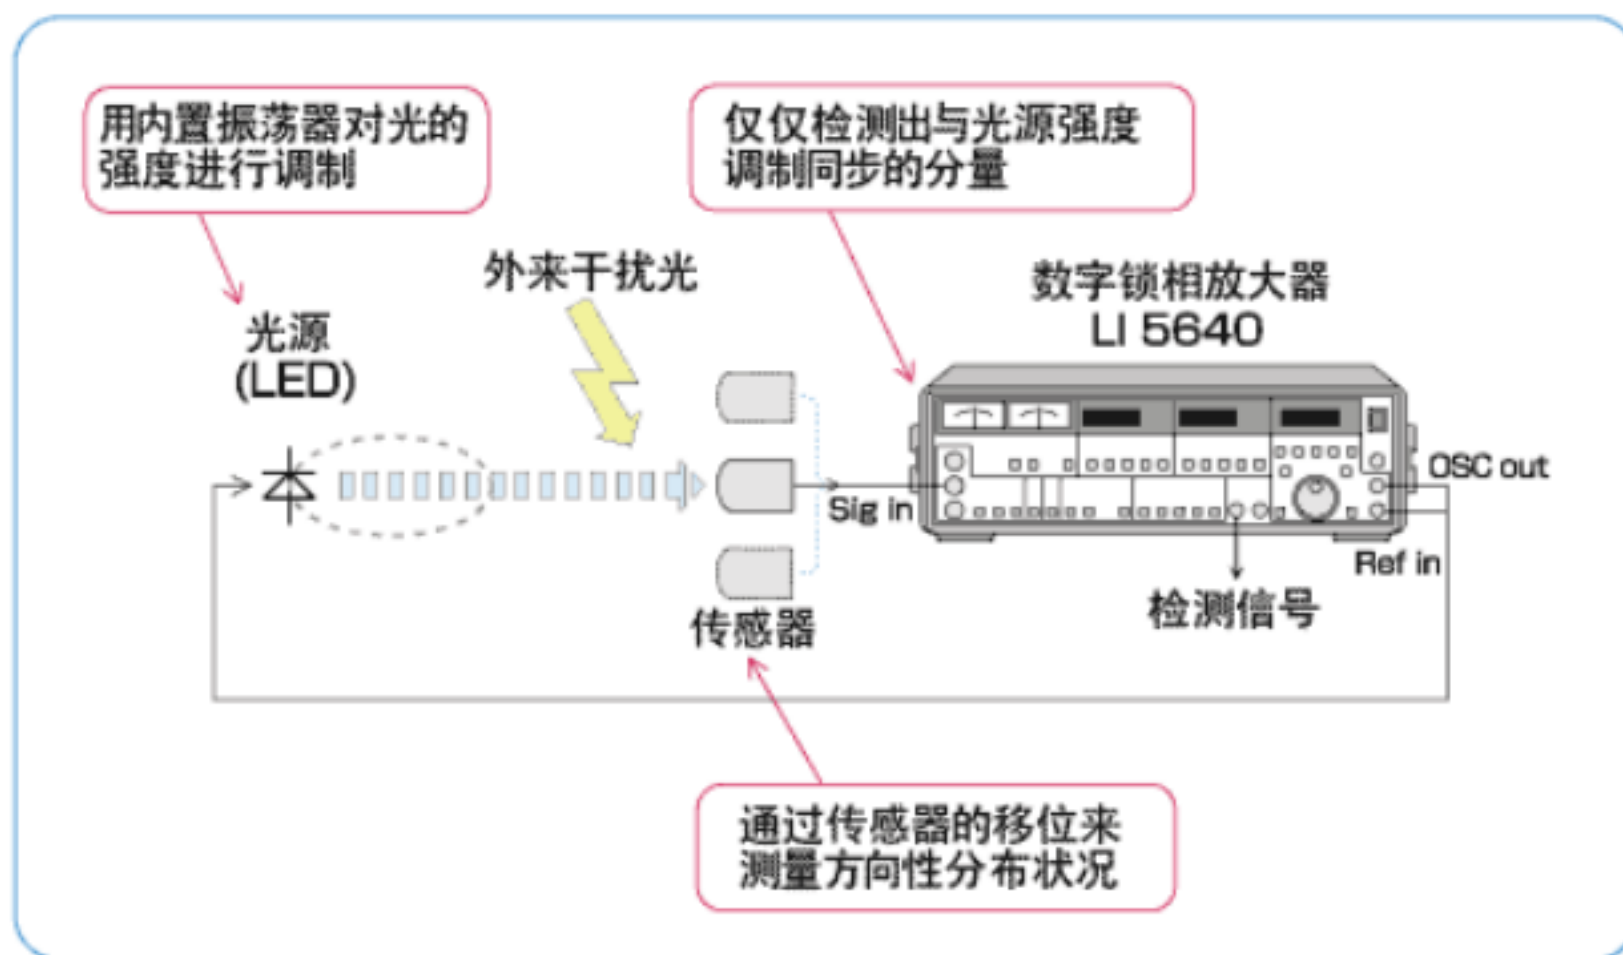 用内置振荡器对光的
强度进行调制
仅仅检测出与光源强度
调制同步的分量
外来干扰光
数字锁相放大器
LI 5640
光源
(LED)
OSC out
Sig in
Ref in
检测信号
传感器
通过传感器的移位来
测量方向性分布状况